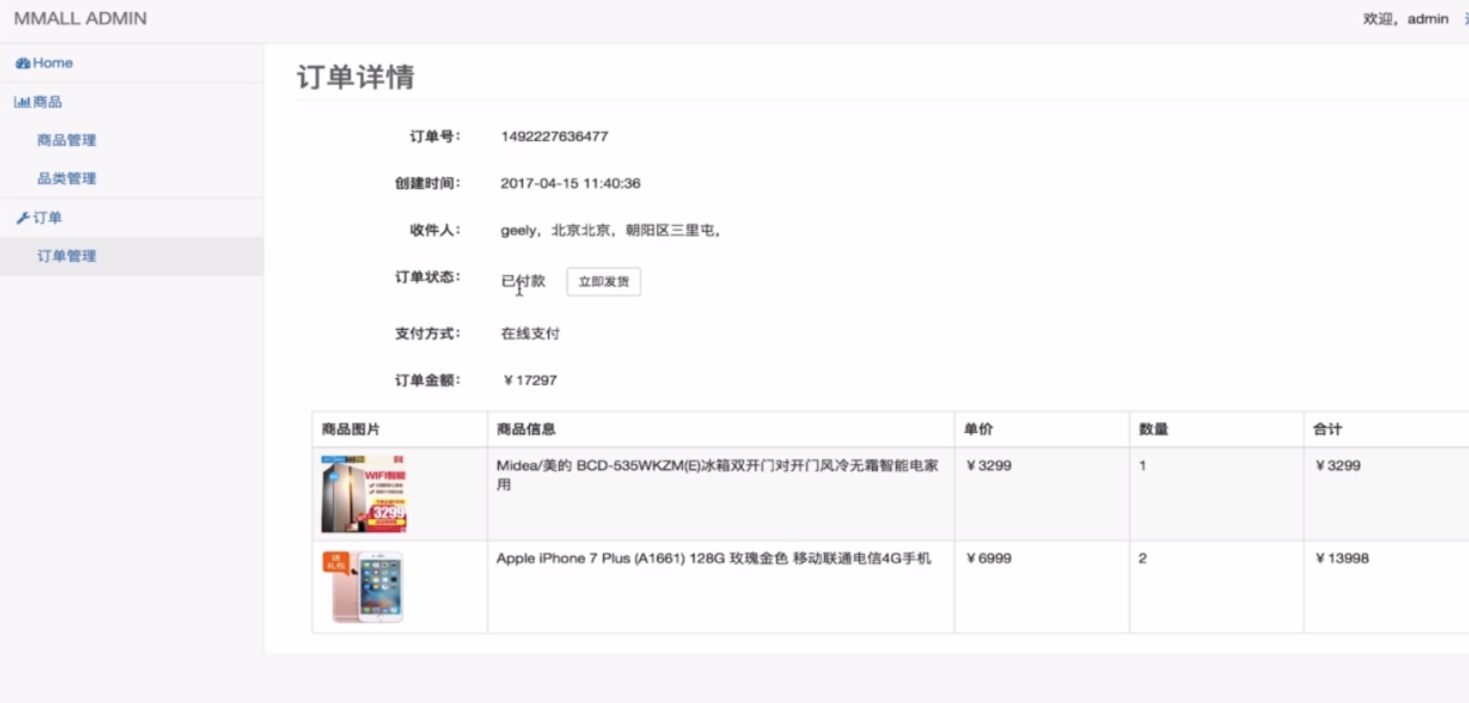 MMALL ADMIN
欢迎，admin
Home
商品
商品管理
品类管理
订单
订单管理
订单详情
订单号： 1492227636477
创建时间： 2017-04-15 11:40:36
收件人： geely，北京北京，朝阳区三里屯，
订单状态： 已付款 立即发货
支付方式： 在线支付
订单金额： ￥17297
商品图片 商品信息 单价 数量 合计
WIFI智能
3299
Midea/美的 BCD-535WKZM(E)冰箱双开门对开门风冷无霜智能电家
用
￥3299 1 ￥3299
送
礼包
Apple iPhone 7 Plus (A1661) 128G 玫瑰金色 移动联通电信4G手机 ￥6999 2 ￥13998